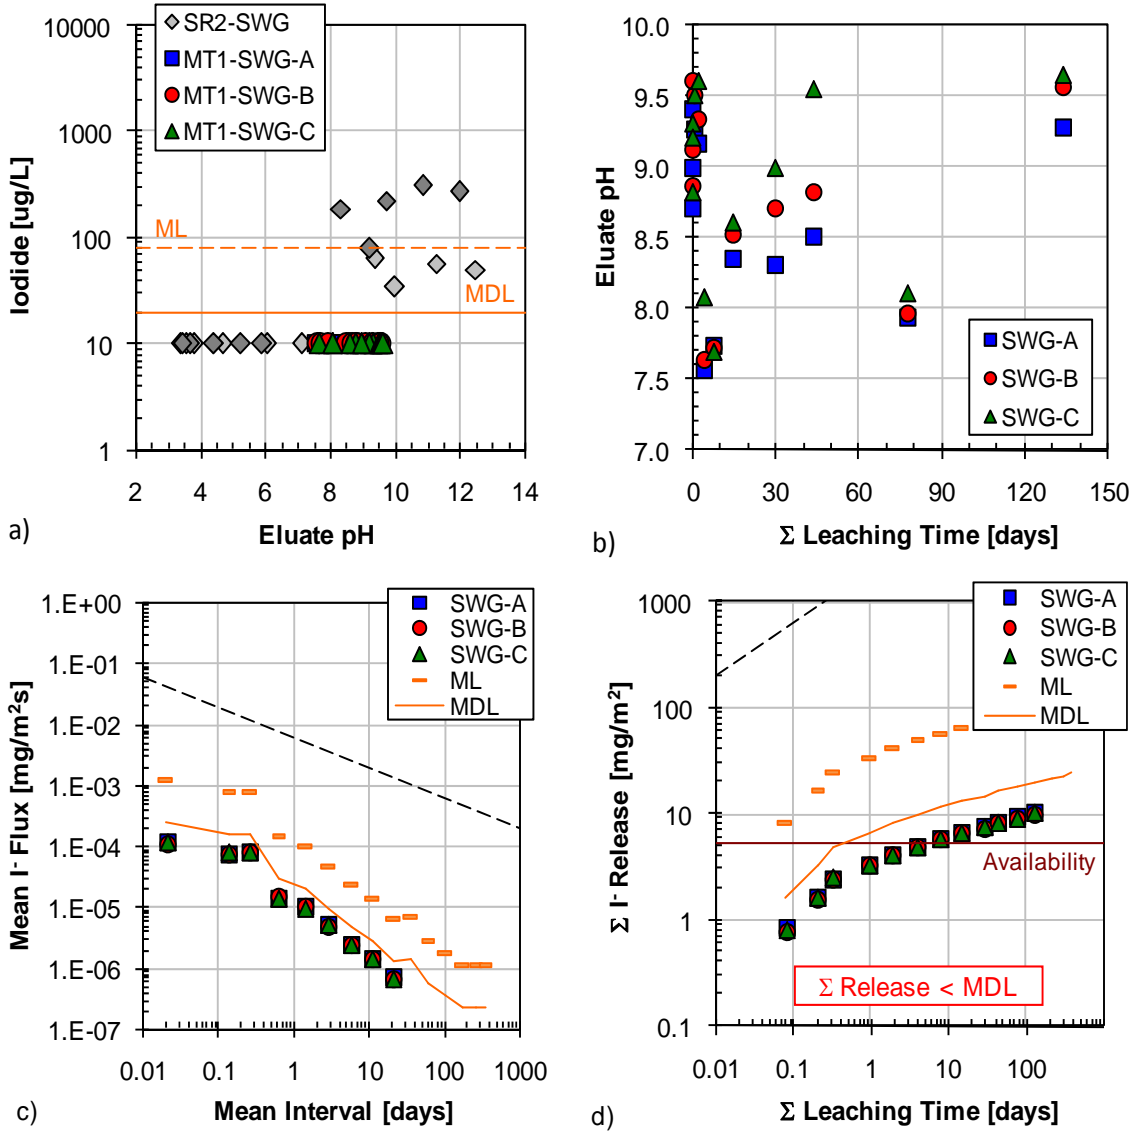 SR2-SWG
MT1-SWG-A
MT1-SWG-B
MT1-SWG-C
10000
1000
100
10
1
Iodide [ug/L]
ML
MDL
2 4 6 8 10 12 14
Eluate pH
a)
10.0
9.5
9.0
8.5
8.0
7.5
7.0
Eluate pH
SWG-A
SWG-B
SWG-C
0 30 60 90 120 150
Σ Leaching Time [days]
b)
SWG-A
SWG-B
SWG-C
ML
MDL
1.E+00
1.E-01
1.E-02
1.E-03
1.E-04
1.E-05
1.E-06
1.E-07
Mean I⁻ Flux [mg/m²s]
0.01 0.1 1 10 100 1000
Mean Interval [days]
c)
SWG-A
SWG-B
SWG-C
ML
MDL
1000
100
10
1
0.1
Σ I⁻ Release [mg/m²]
Availability
Σ Release < MDL
0.01 0.1 1 10 100
Σ Leaching Time [days]
d)